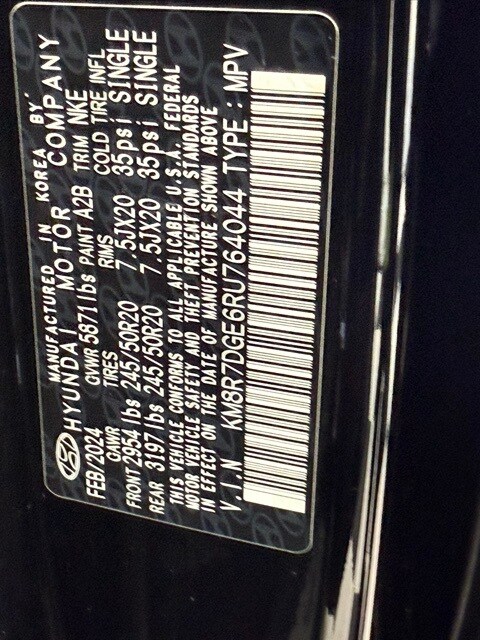 MANUFACTURED IN KOREA BY
HYUNDAI MOTOR COMPANY
FEB/2024 GVWR 5871lbs PAINT A2B TRIM NKE
GAWR TIRES RIMS COLD TIRE INFL
FRONT 2954 lbs 245/50R20 7.5JX20 35psi SINGLE
REAR 3197 lbs 245/50R20 7.5JX20 35psi SINGLE
THIS VEHICLE CONFORMS TO ALL APPLICABLE U.S.A. FEDERAL
MOTOR VEHICLE SAFETY AND THEFT PREVENTION STANDARDS
IN EFFECT ON THE DATE OF MANUFACTURE SHOWN ABOVE
V.I.N KM8R7DGE6RU764044 TYPE : MPV